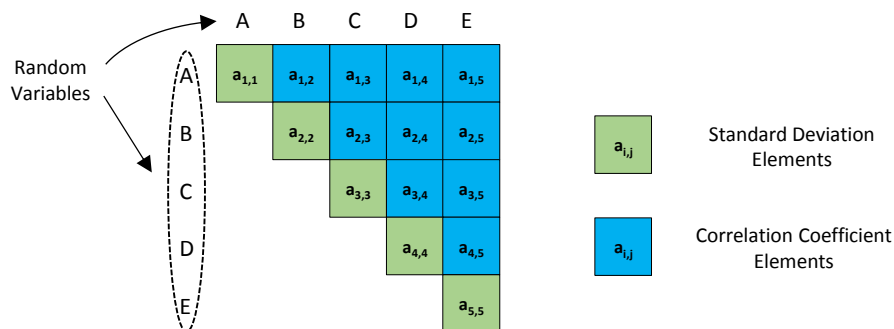 A B C D E
Random
Variables
A a1,1 a1,2 a1,3 a1,4 a1,5
B a2,2 a2,3 a2,4 a2,5
C a3,3 a3,4 a3,5
D a4,4 a4,5
E a5,5
ai,j Standard Deviation
Elements
ai,j Correlation Coefficient
Elements